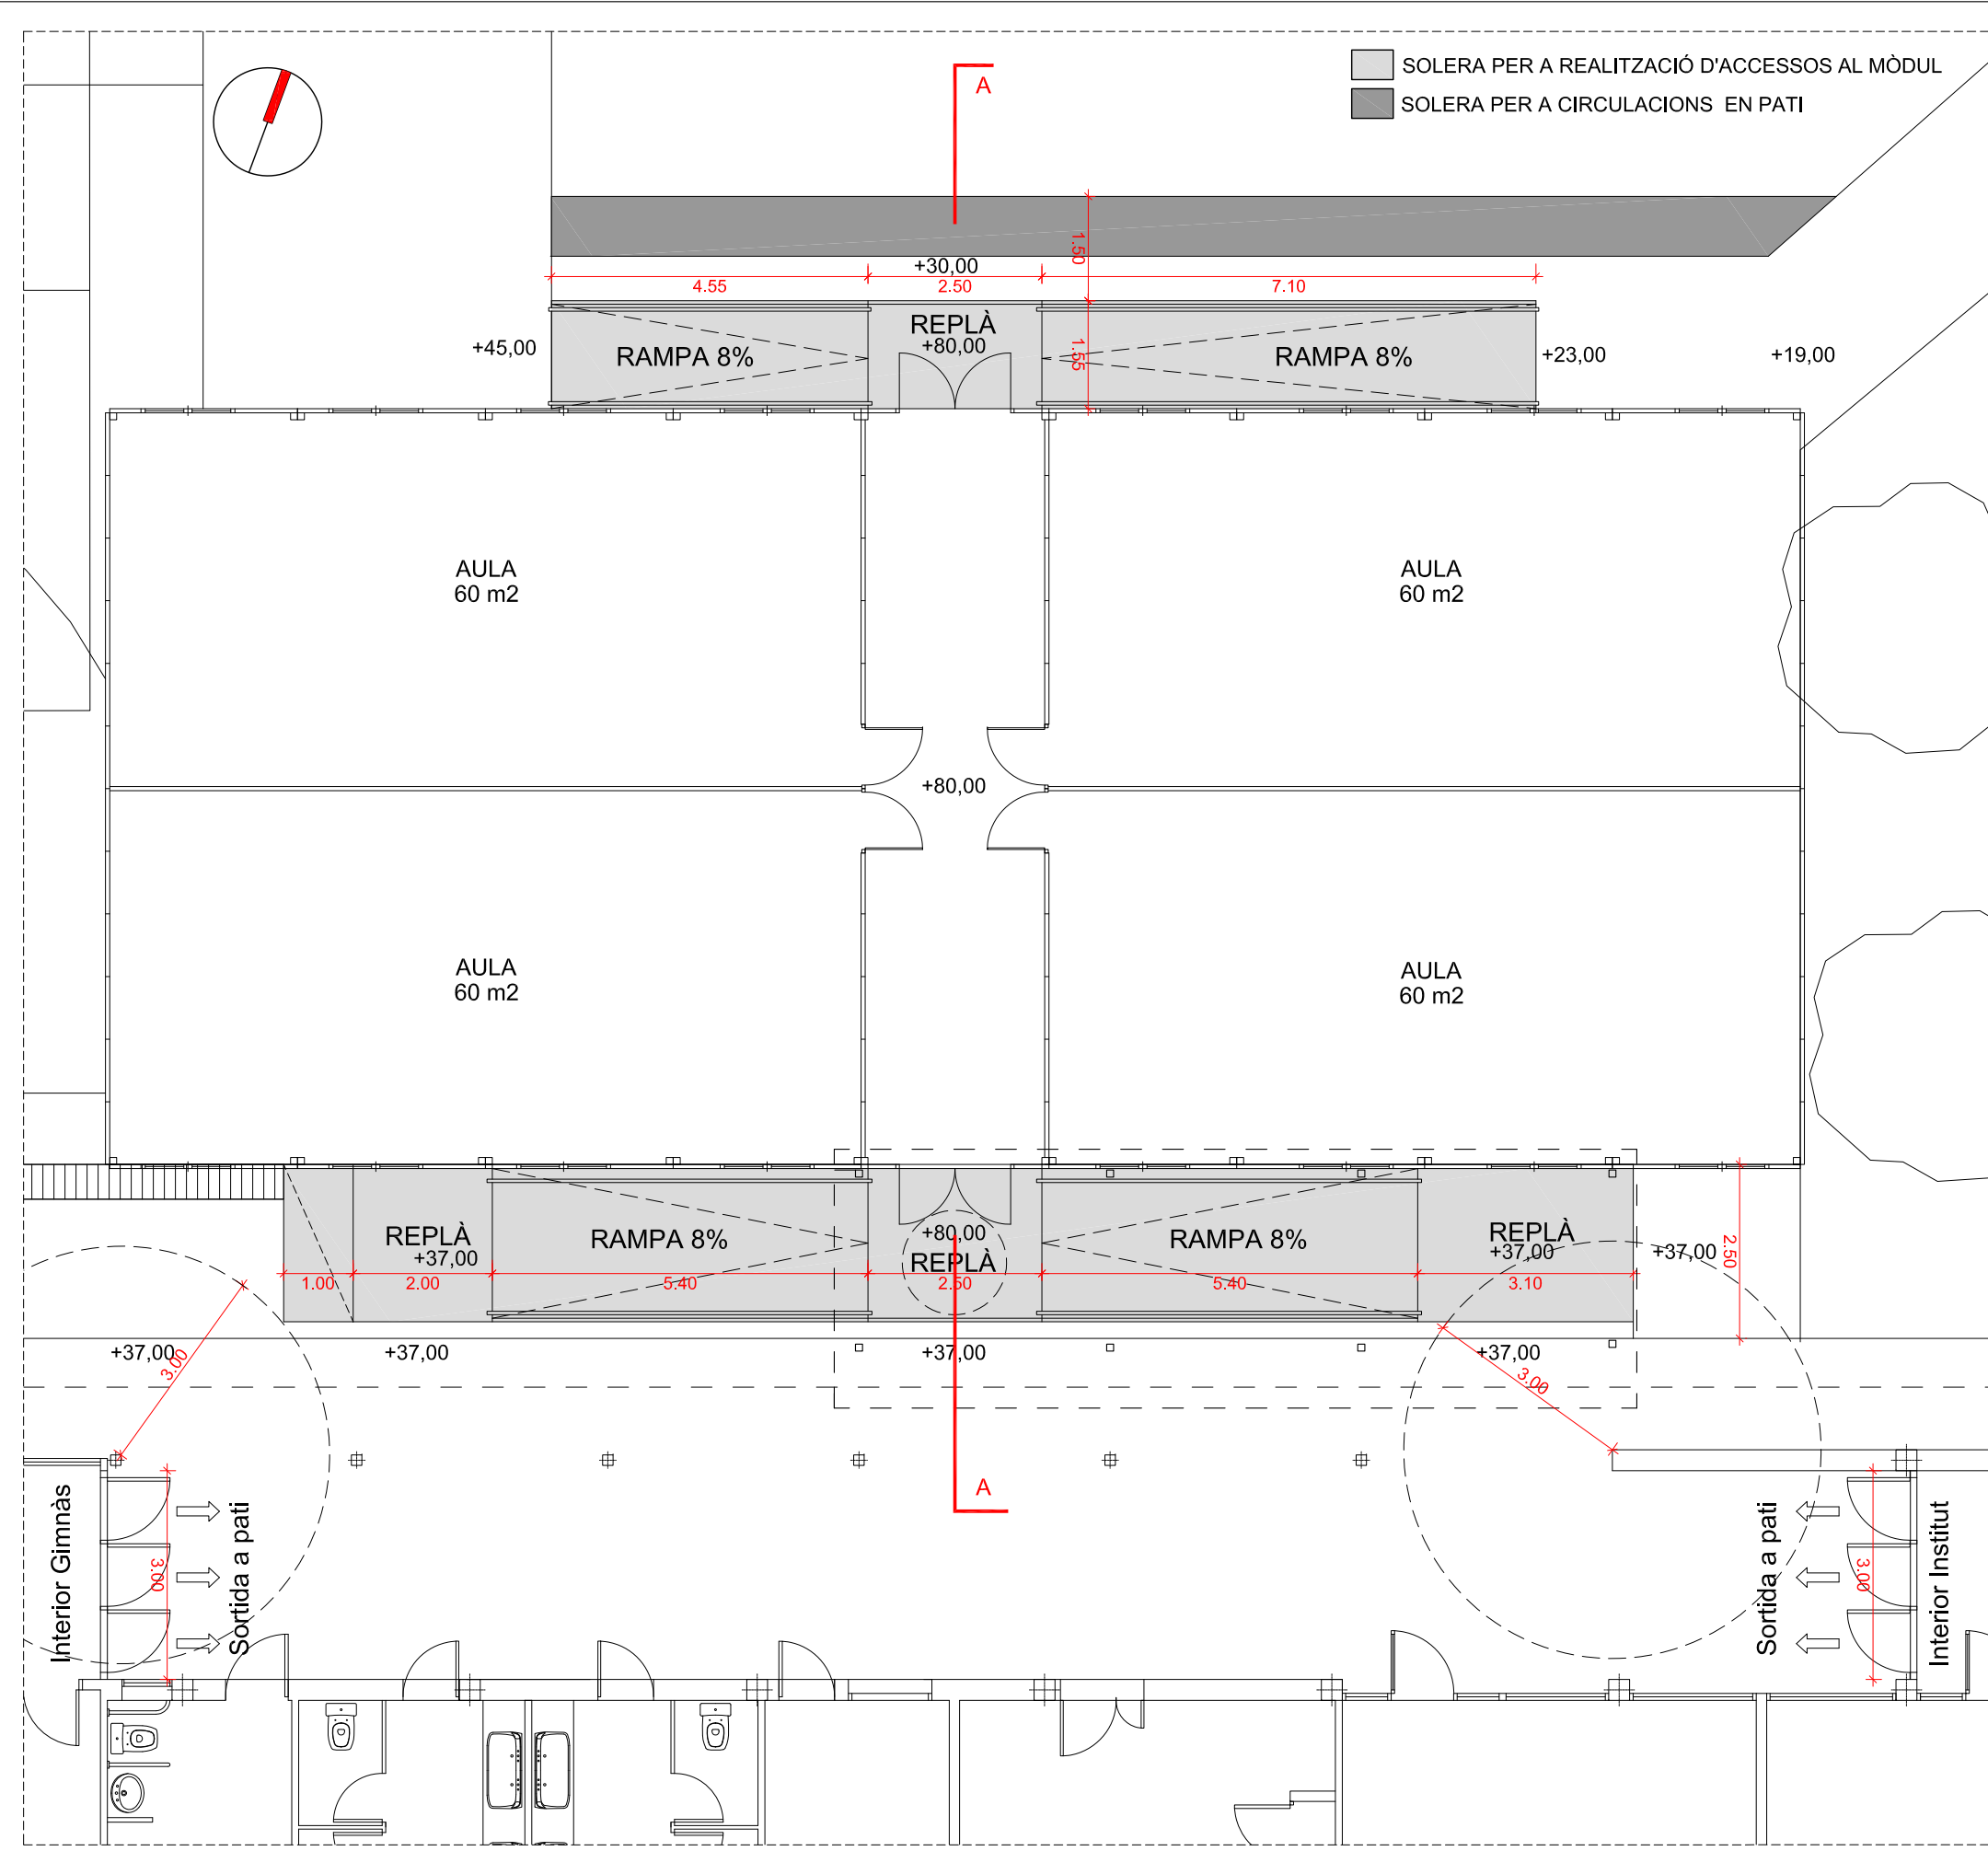 SOLERA PER A REALITZACIÓ D'ACCESSOS AL MÒDUL
SOLERA PER A CIRCULACIONS EN PATI
A
1.50
+30,00
4.55
2.50
7.10
REPLÀ
+80,00
+45,00
RAMPA 8%
1.55
RAMPA 8%
+23,00
+19,00
AULA
60 m2
AULA
60 m2
+80,00
AULA
60 m2
AULA
60 m2
REPLÀ
+37,00
RAMPA 8%
+80,00
REPLÀ
RAMPA 8%
REPLÀ
+37,00
+37,00
2.50
1.00
2.00
5.40
2.50
5.40
3.10
+37,00
+37,00
+37,00
+37,00
3.00
3.00
A
Interior Gimnàs
3.00
Sortida a pati
Sortida a pati
3.00
Interior Institut